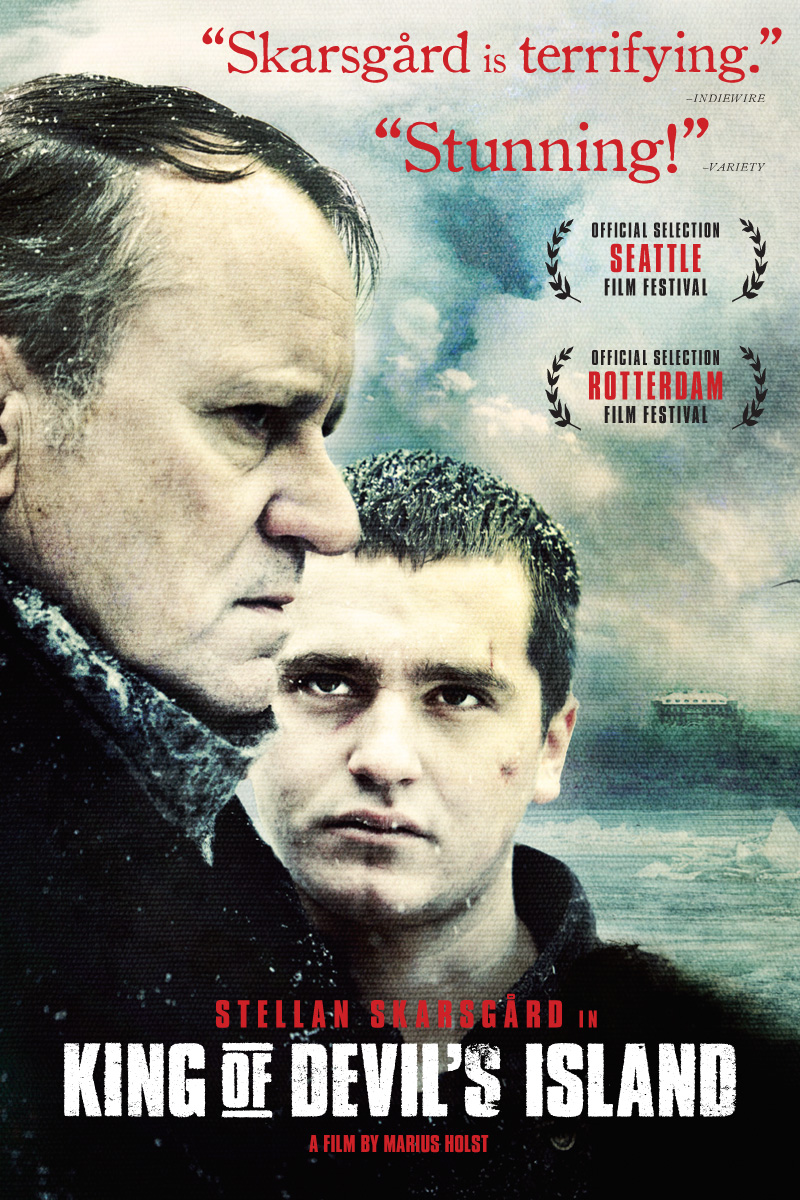 “Skarsgård is terrifying.”
–INDIEWIRE
“Stunning!”
–VARIETY
OFFICIAL SELECTION
SEATTLE
FILM FESTIVAL
OFFICIAL SELECTION
ROTTERDAM
FILM FESTIVAL
STELLAN SKARSGÅRD IN
KING OF DEVIL'S ISLAND
A FILM BY MARIUS HOLST